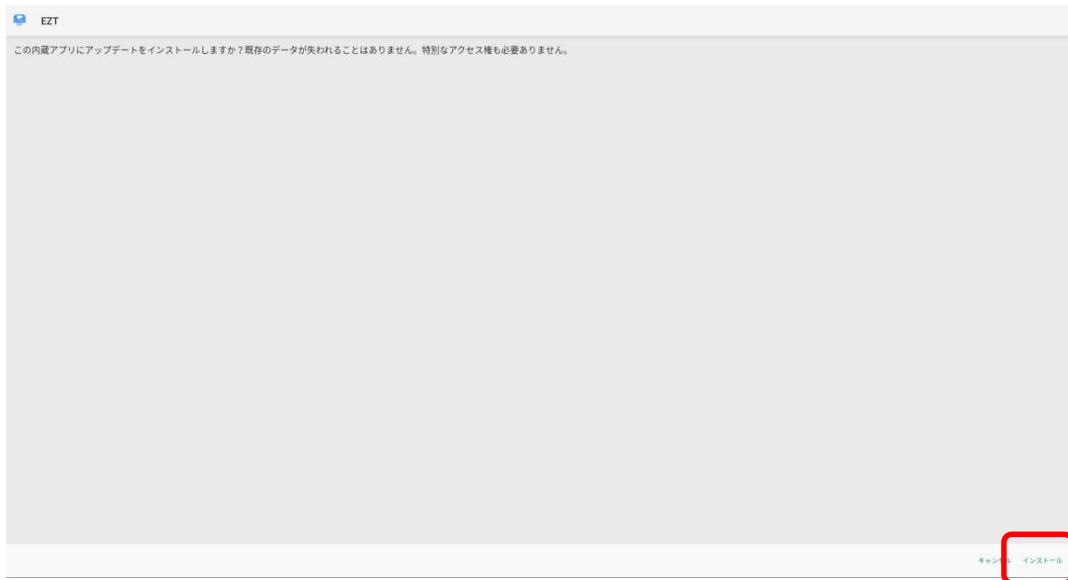 EZT
この内蔵アプリにアップデートをインストールしますか？既存のデータが失われることはありません。特別なアクセス権も必要ありません。
キャンセル インストール